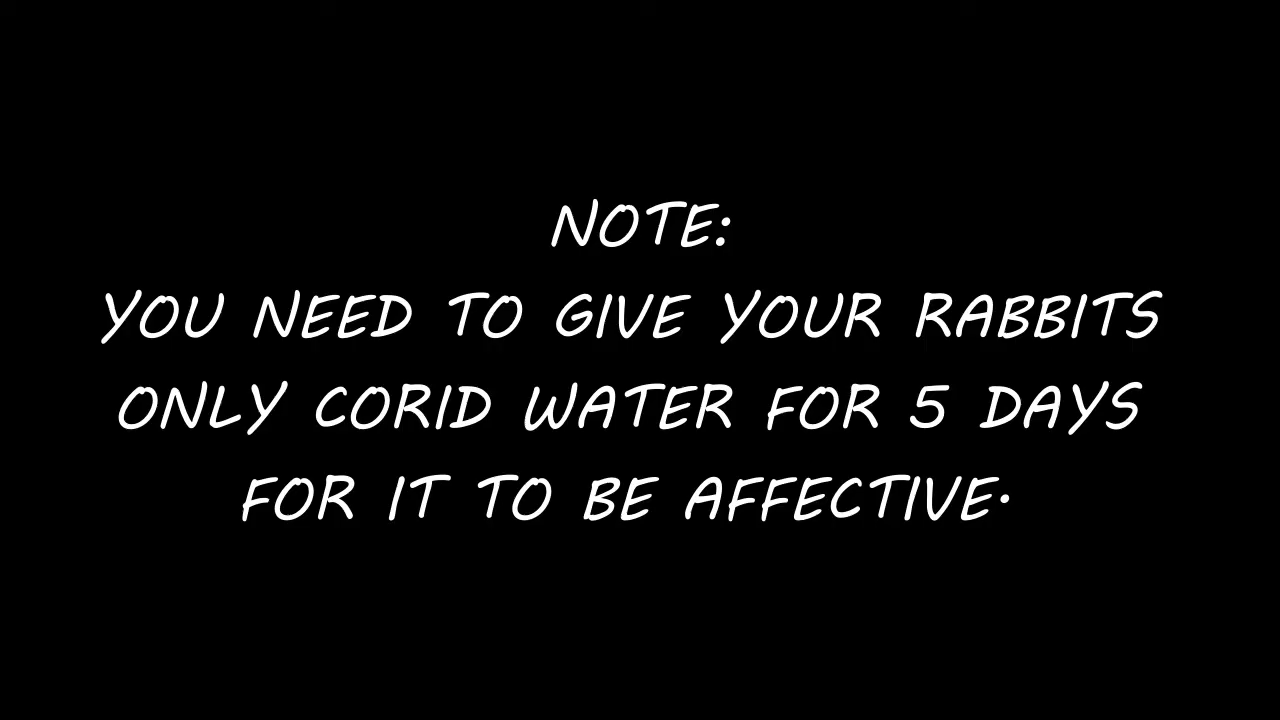 NOTE:
YOU NEED TO GIVE YOUR RABBITS
ONLY CORID WATER FOR 5 DAYS
FOR IT TO BE AFFECTIVE.